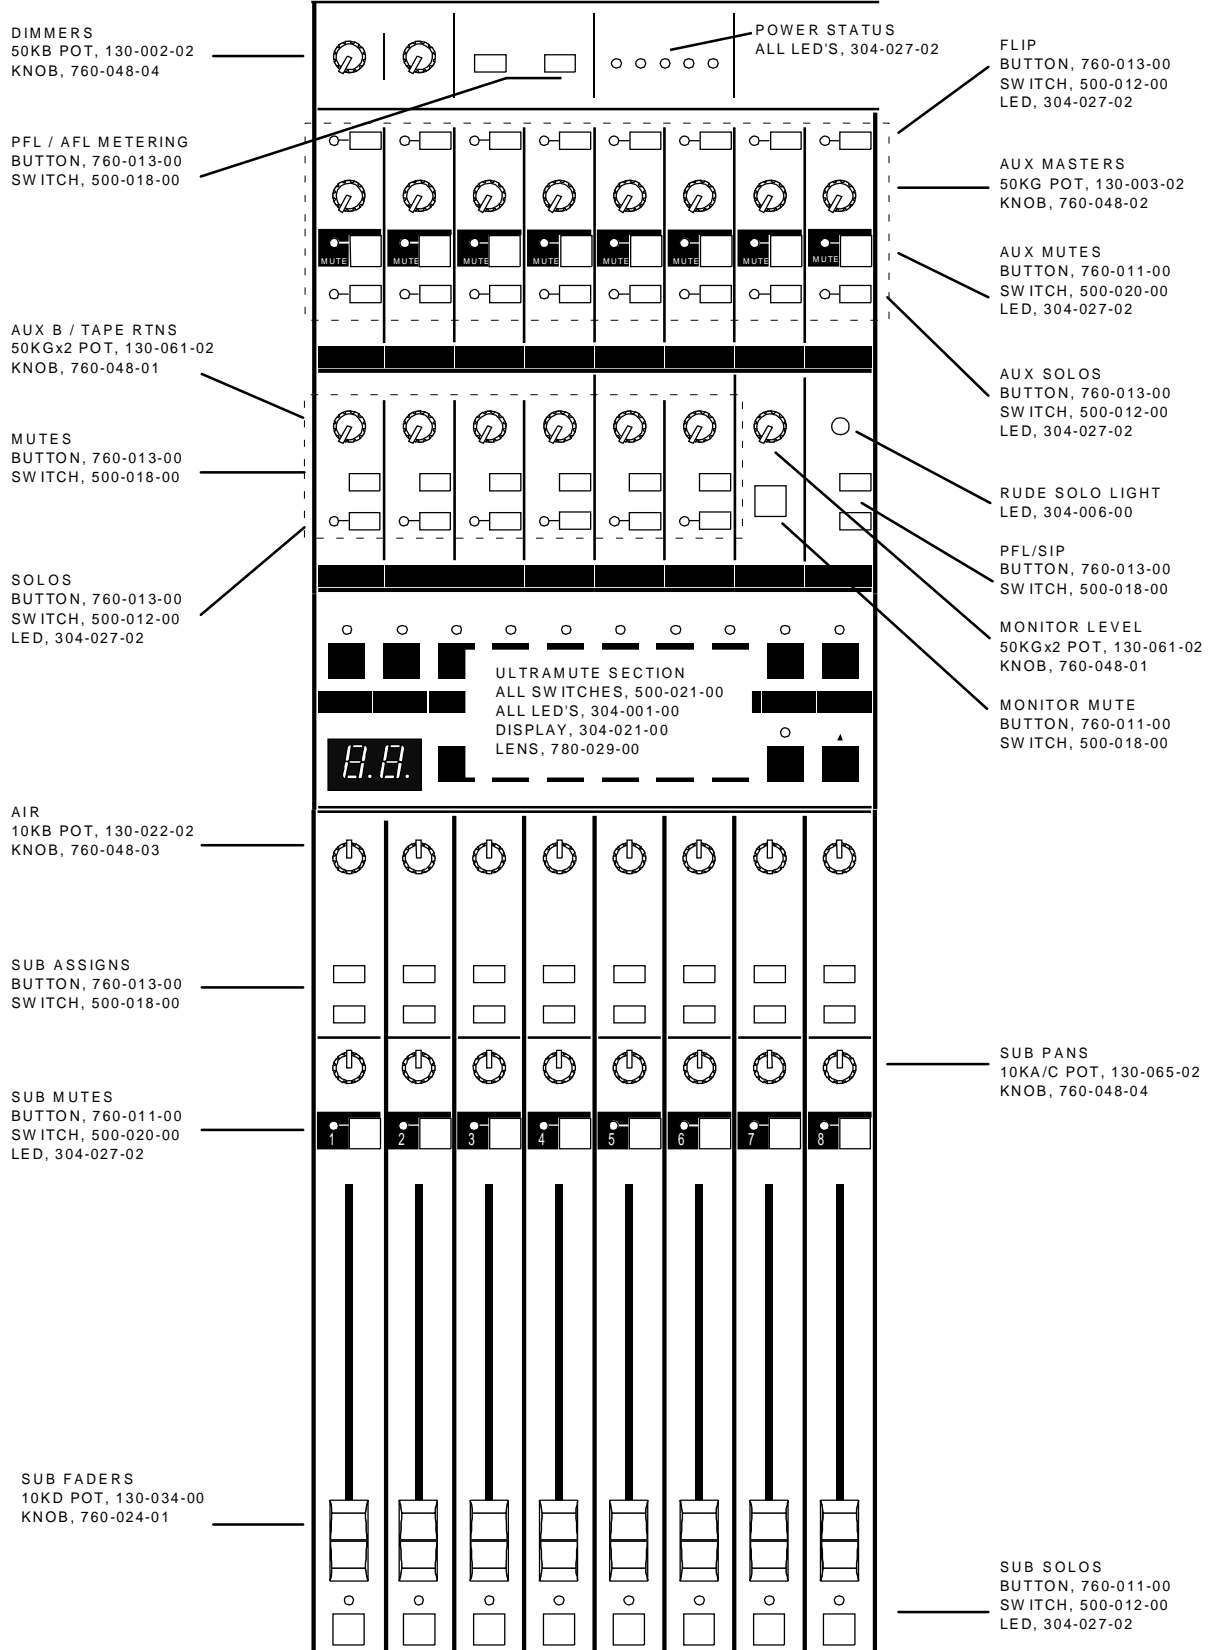 DIMMERS
50KB POT, 130-002-02
KNOB, 760-048-04
POWER STATUS
ALL LED'S, 304-027-02
FLIP
BUTTON, 760-013-00
SWITCH, 500-012-00
LED, 304-027-02
PFL / AFL METERING
BUTTON, 760-013-00
SWITCH, 500-018-00
AUX MASTERS
50KG POT, 130-003-02
KNOB, 760-048-02
MUTE MUTE MUTE MUTE MUTE MUTE MUTE MUTE
AUX MUTES
BUTTON, 760-011-00
SWITCH, 500-020-00
LED, 304-027-02
AUX B / TAPE RTNS
50KGx2 POT, 130-061-02
KNOB, 760-048-01
AUX SOLOS
BUTTON, 760-013-00
SWITCH, 500-012-00
LED, 304-027-02
MUTES
BUTTON, 760-013-00
SWITCH, 500-018-00
RUDE SOLO LIGHT
LED, 304-006-00
PFL/SIP
BUTTON, 760-013-00
SWITCH, 500-018-00
SOLOS
BUTTON, 760-013-00
SWITCH, 500-012-00
LED, 304-027-02
MONITOR LEVEL
50KGx2 POT, 130-061-02
KNOB, 760-048-01
ULTRAMUTE SECTION
ALL SWITCHES, 500-021-00
ALL LED'S, 304-001-00
DISPLAY, 304-021-00
LENS, 780-029-00
MONITOR MUTE
BUTTON, 760-011-00
SWITCH, 500-018-00
8.8.
AIR
10KB POT, 130-022-02
KNOB, 760-048-03
SUB ASSIGNS
BUTTON, 760-013-00
SWITCH, 500-018-00
SUB PANS
10KA/C POT, 130-065-02
KNOB, 760-048-04
SUB MUTES
BUTTON, 760-011-00
SWITCH, 500-020-00
LED, 304-027-02
1 2 3 4 5 6 7 8
SUB FADERS
10KD POT, 130-034-00
KNOB, 760-024-01
SUB SOLOS
BUTTON, 760-011-00
SWITCH, 500-012-00
LED, 304-027-02